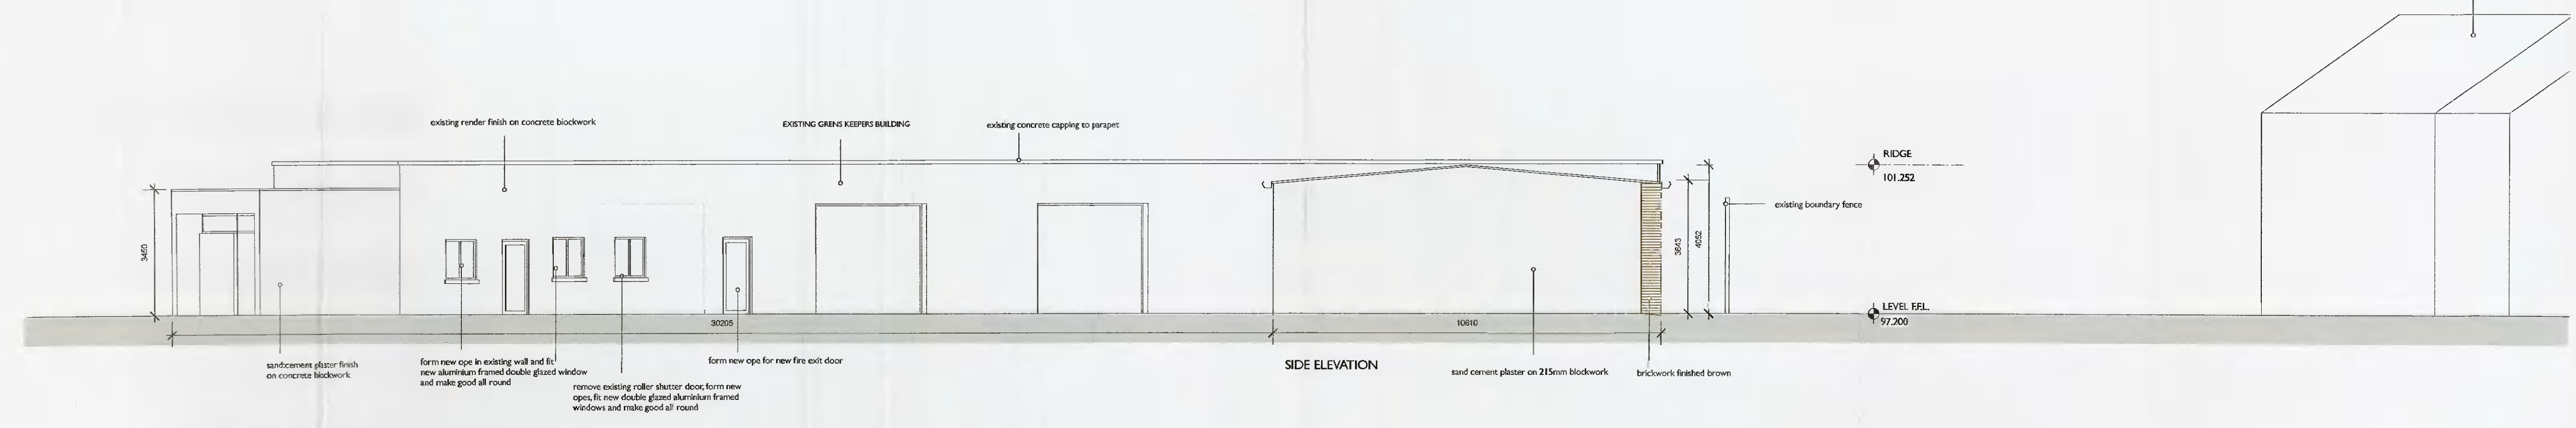 existing render finish on concrete blockwork
EXISTING GRENS KEEPERS BUILDING
existing concrete capping to parapet
RIDGE
101.252
existing boundary fence
3450
3843
4052
LEVEL F.F.L.
97.200
30205
10610
sand:cement plaster finish
on concrete blockwork
form new ope in existing wall and fit
new aluminium framed double glazed window
and make good all round
remove existing roller shutter door, form new
opes, fit new double glazed aluminium framed
windows and make good all round
form new ope for new fire exit door
SIDE ELEVATION
sand cement plaster on 215mm blockwork
brickwork finished brown